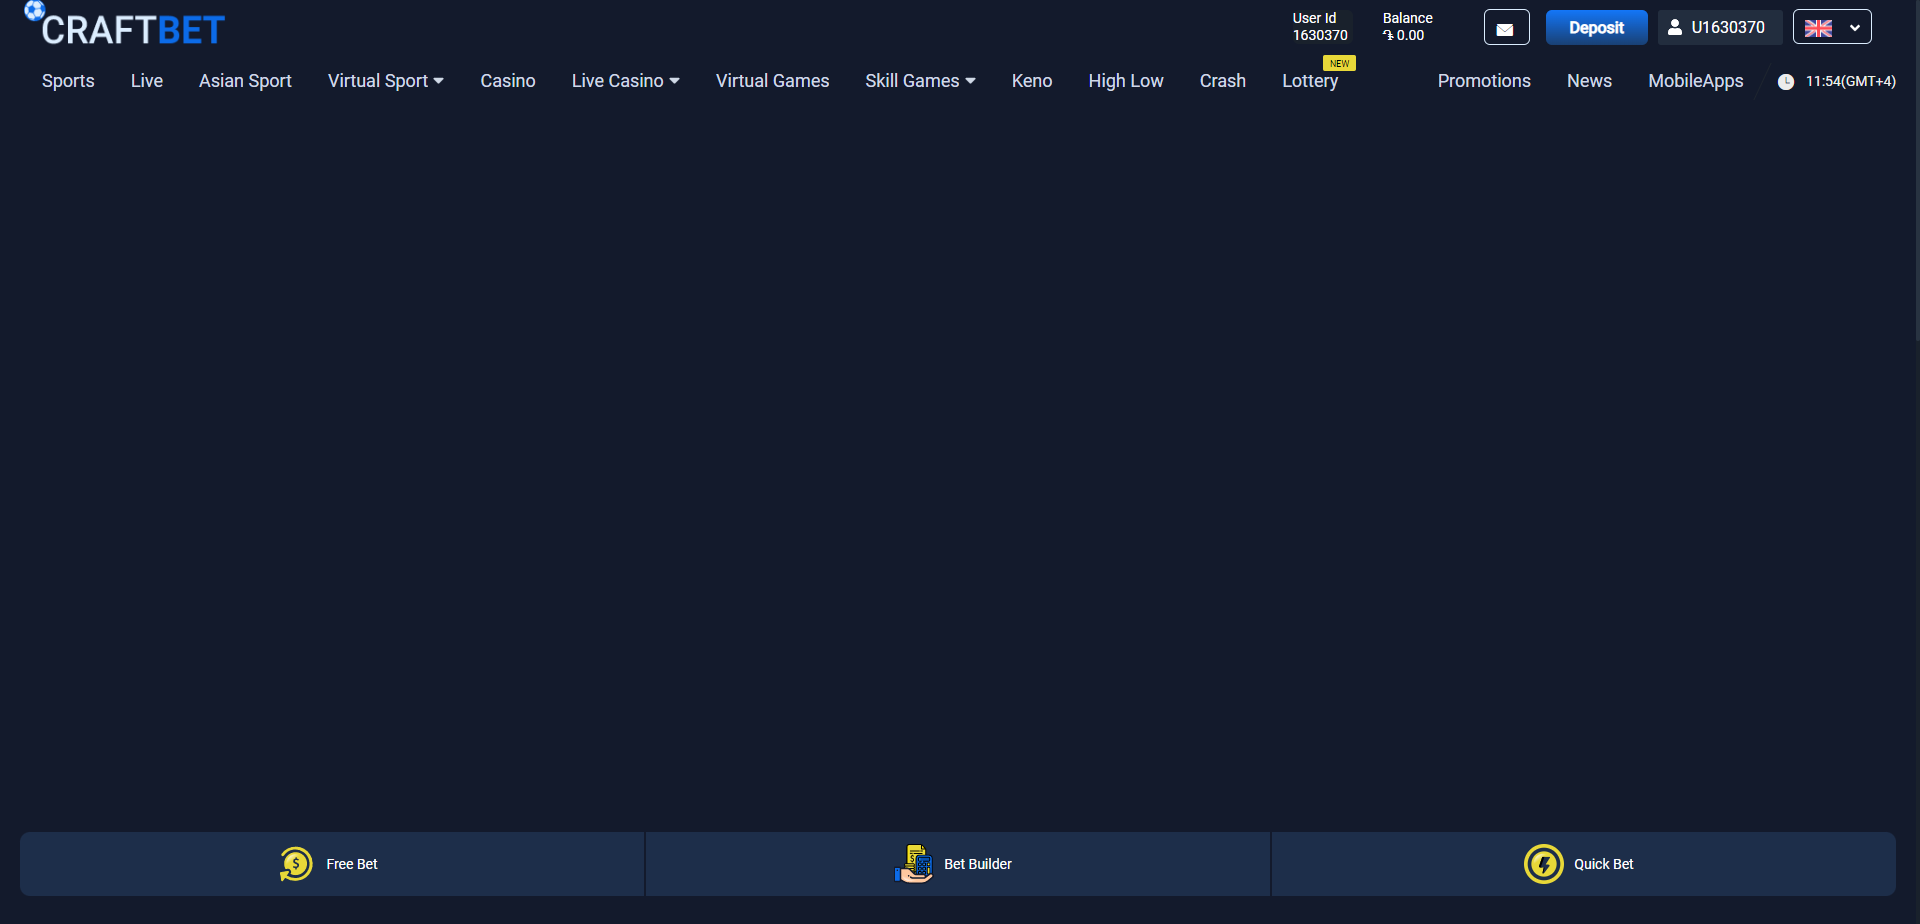 CRAFTBET
User Id
1630370
Balance
֏ 0.00
Deposit
U1630370
Sports
Live
Asian Sport
Virtual Sport
Casino
Live Casino
Virtual Games
Skill Games
Keno
High Low
Crash
Lottery
NEW
Promotions
News
MobileApps
11:54(GMT+4)
Free Bet
Bet Builder
Quick Bet